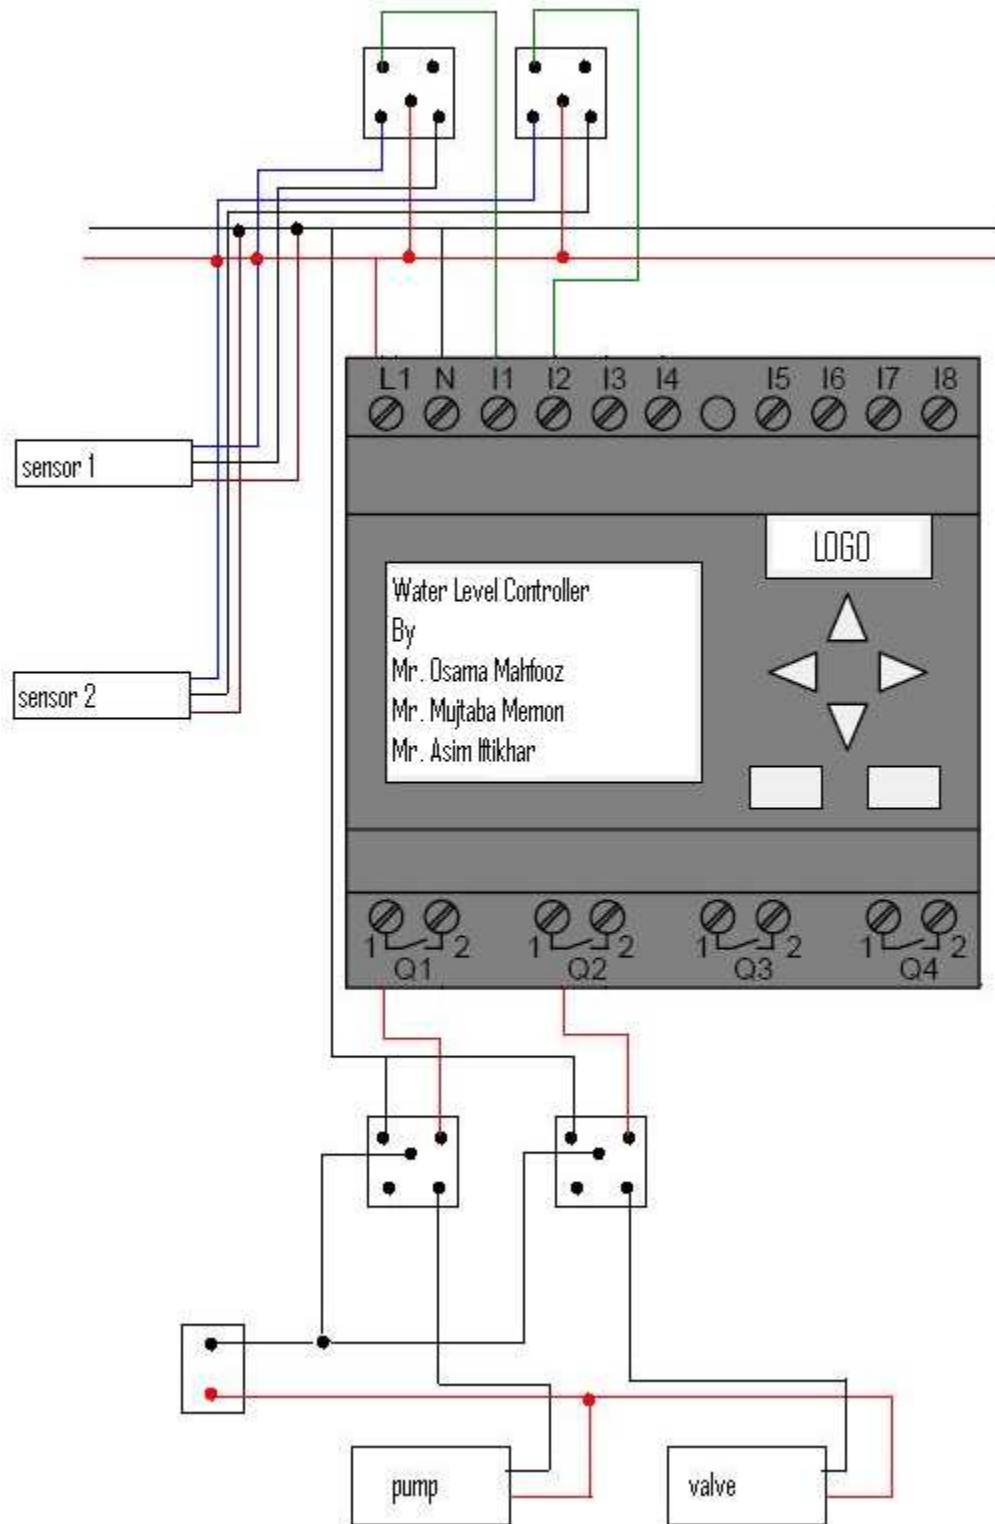 L1 N I1 I2 I3 I4 I5 I6 I7 I8
sensor 1
LOGO
Water Level Controller
By
Mr. Osama Mahfooz
Mr. Mujtaba Memon
Mr. Asim Iftikhar
sensor 2
1 2 1 2 1 2 1 2
Q1 Q2 Q3 Q4
pump
valve